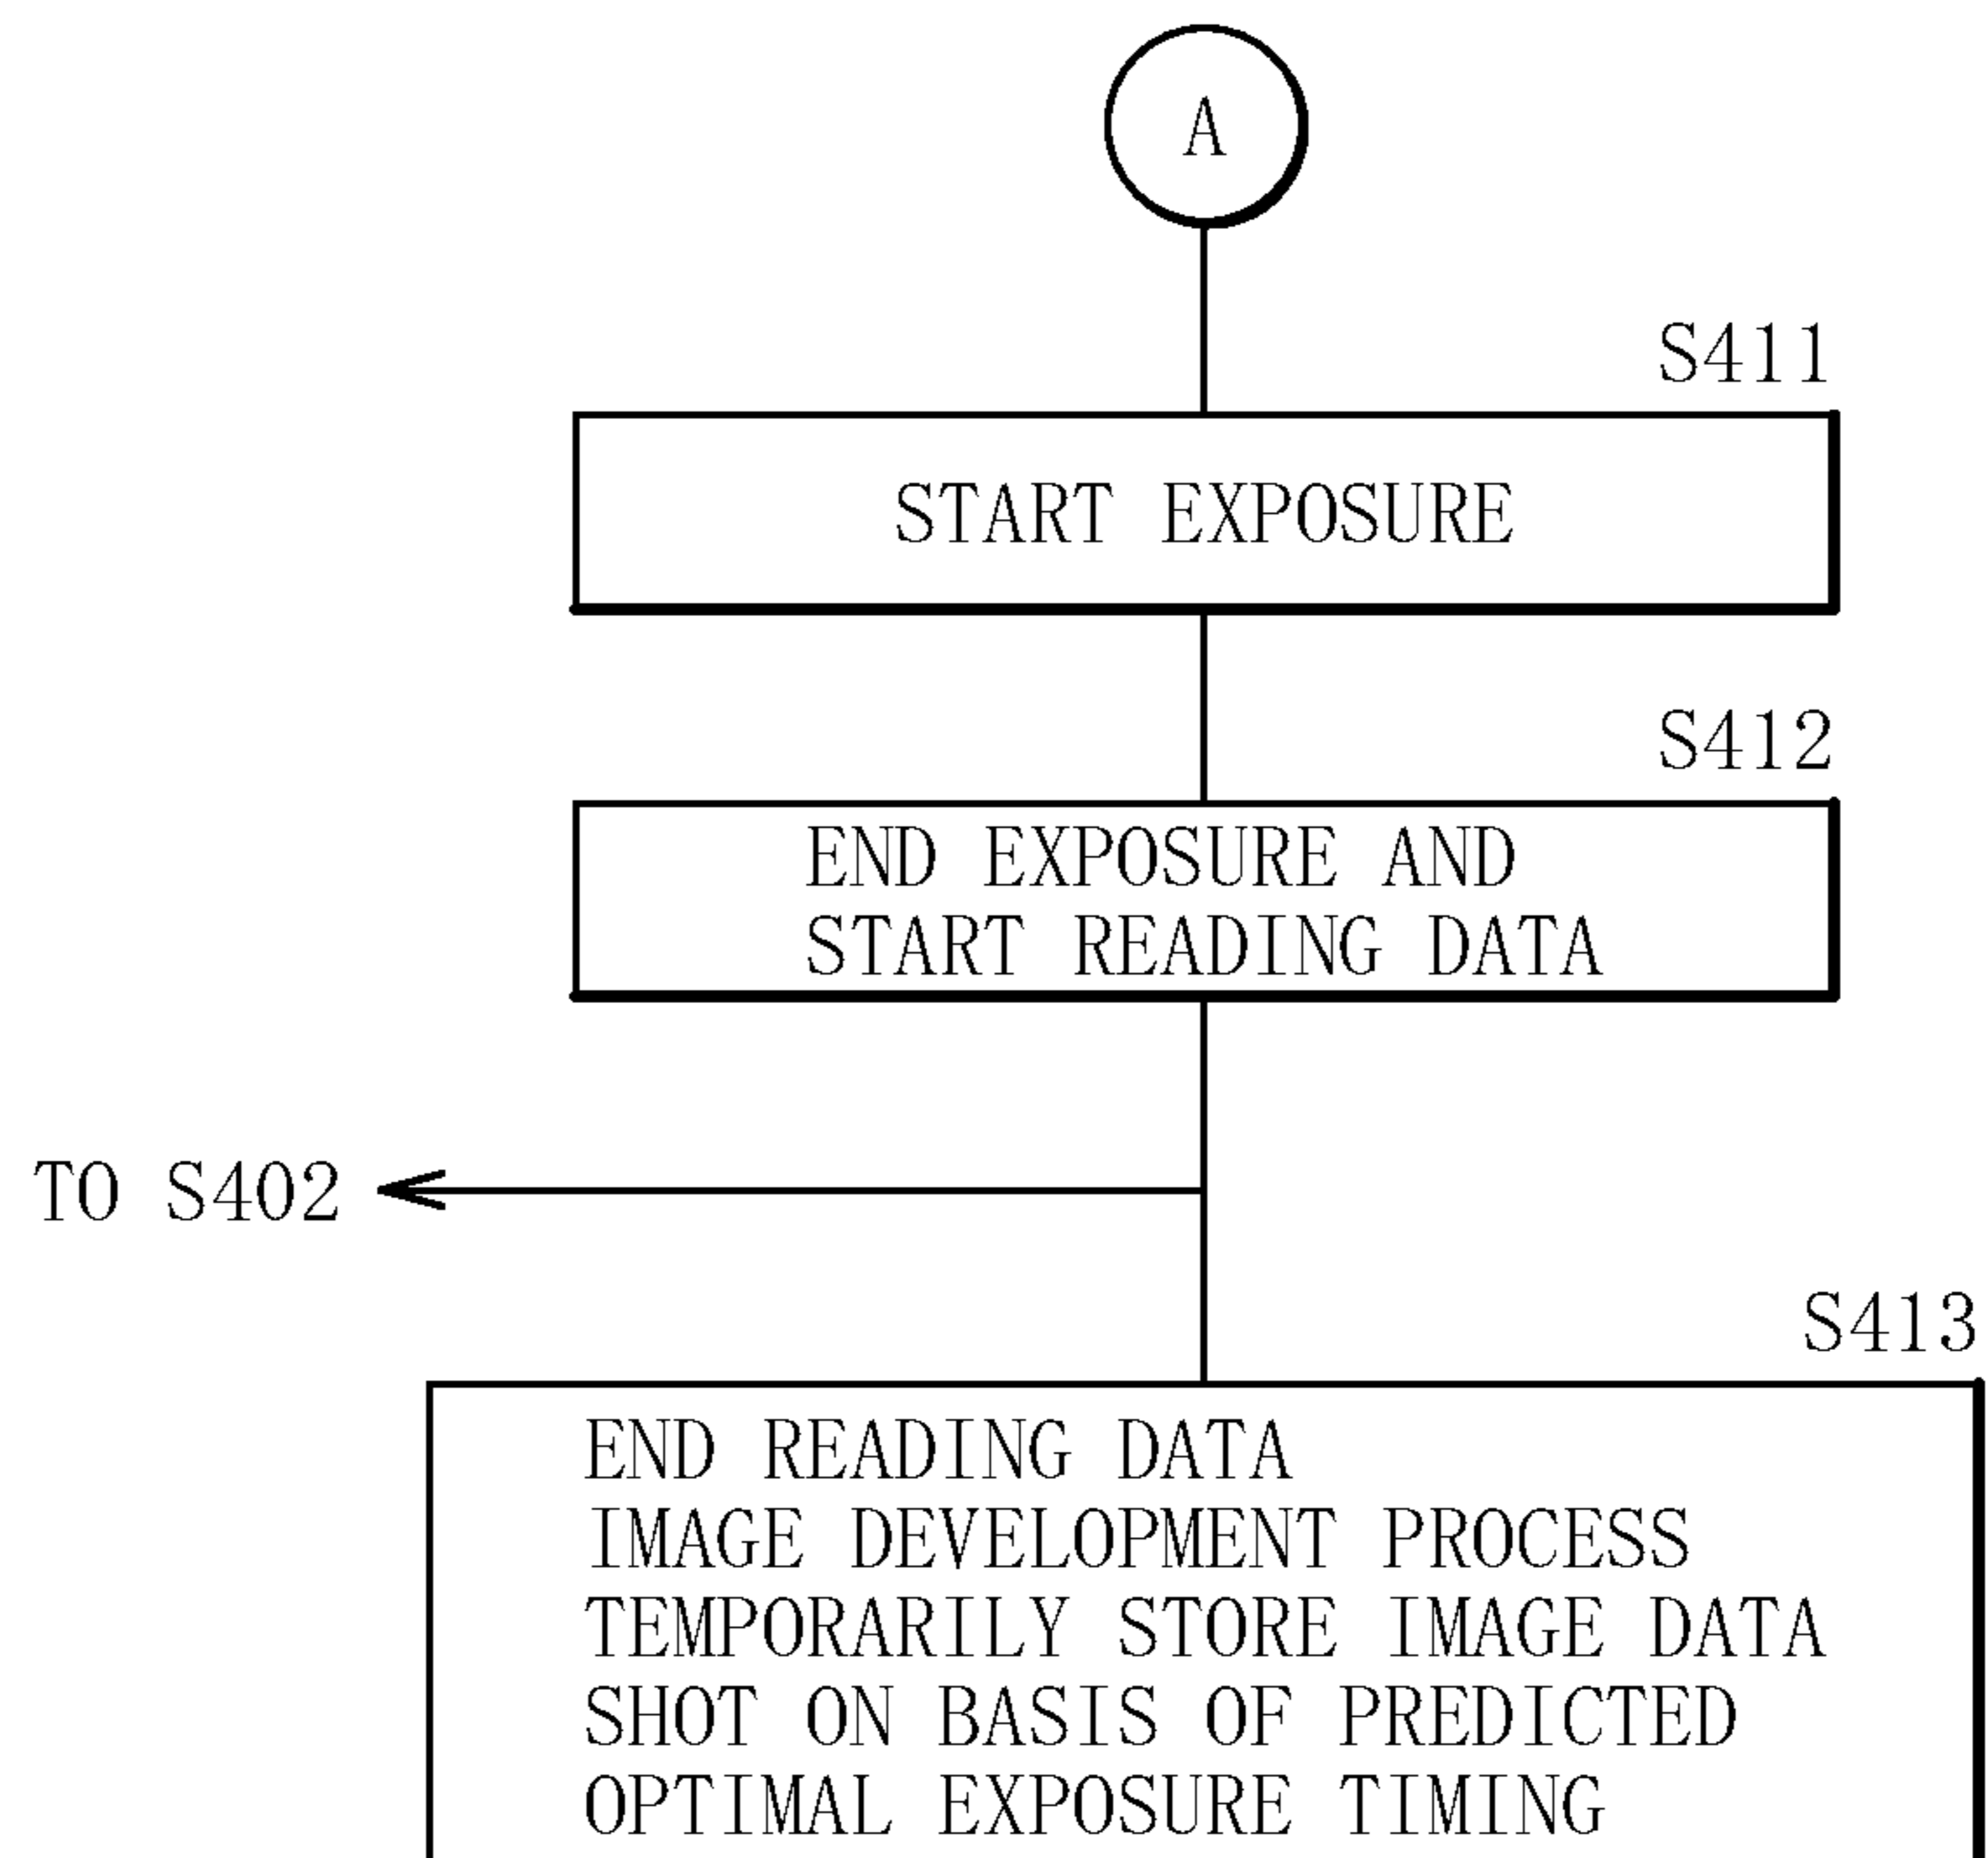 A
S411
START EXPOSURE
S412
END EXPOSURE AND
START READING DATA
TO S402
S413
END READING DATA
IMAGE DEVELOPMENT PROCESS
TEMPORARILY STORE IMAGE DATA
SHOT ON BASIS OF PREDICTED
OPTIMAL EXPOSURE TIMING